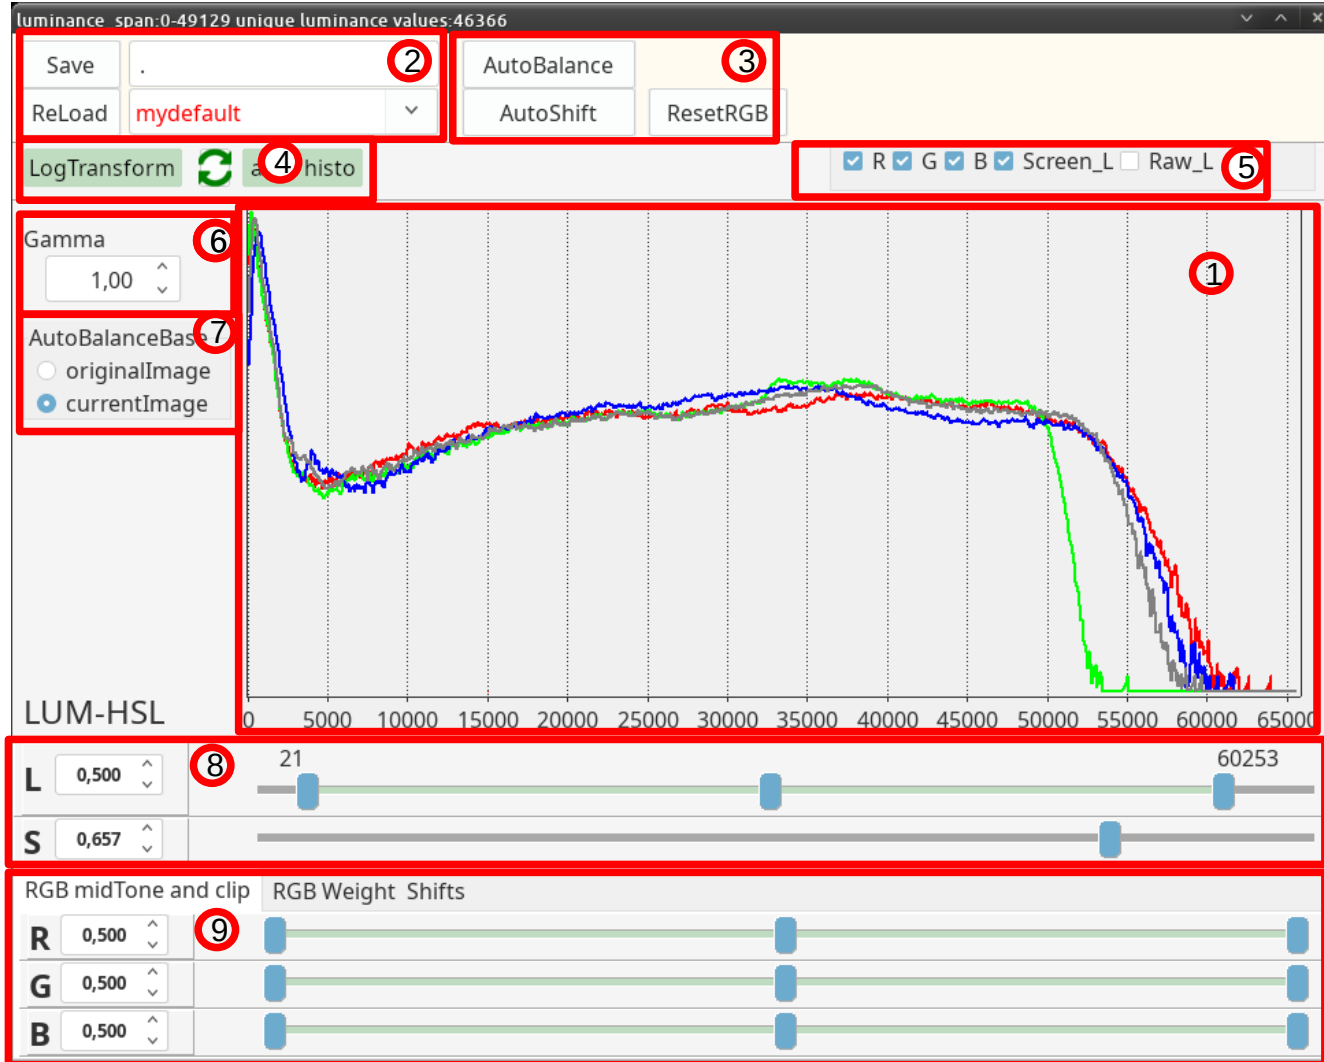 luminance_span:0-49129 unique luminance values:46366
Save . 2 AutoBalance 3
ReLoad mydefault AutoShift ResetRGB
LogTransform 4 histo R G B Screen_L Raw_L 5
Gamma 6 1
1,00
AutoBalanceBase 7
originalImage
currentImage
LUM-HSL
0 5000 10000 15000 20000 25000 30000 35000 40000 45000 50000 55000 60000 65000
21 60253
L 0,500 8
S 0,657
RGB midTone and clip RGB Weight Shifts
R 0,500 9
G 0,500
B 0,500